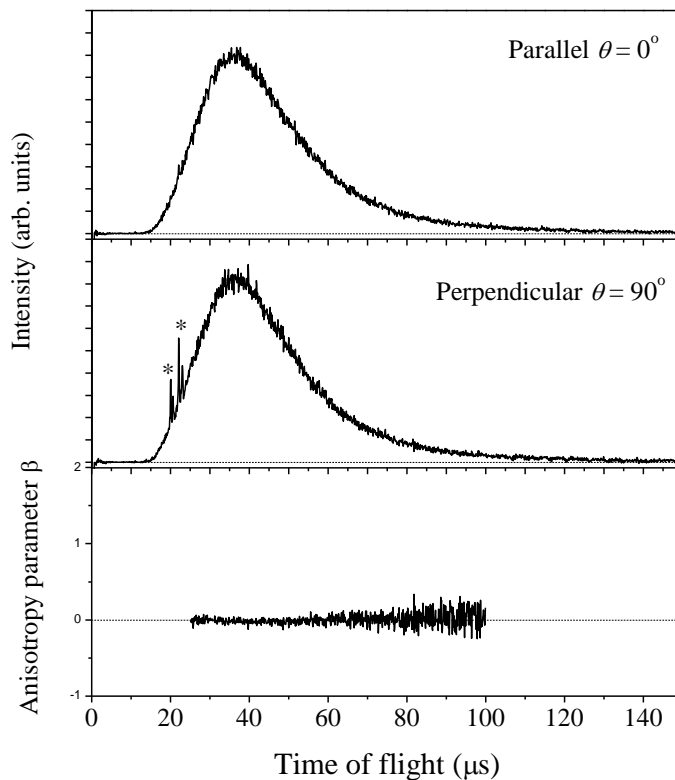 Parallel θ = 0°
Intensity (arb. units)
Perpendicular θ = 90°
*
*
Anisotropy parameter β
2
1
0
-1
0 20 40 60 80 100 120 140
Time of flight (μs)